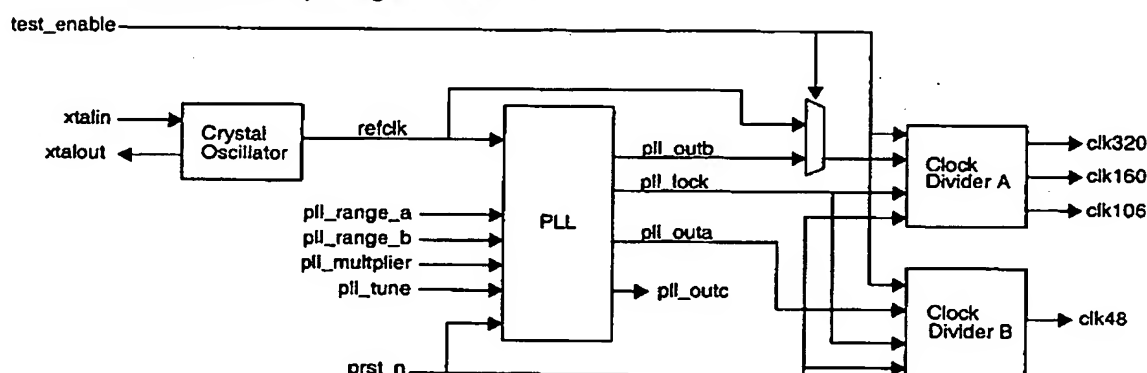 test_enable
xtalin
xtalout
Crystal
Oscillator
refclk
pll_outb
pll_lock
pll_outa
pll_outc
PLL
pll_range_a
pll_range_b
pll_multplier
pll_tune
prst_n
Clock
Divider A
clk320
clk160
clk106
Clock
Divider B
clk48